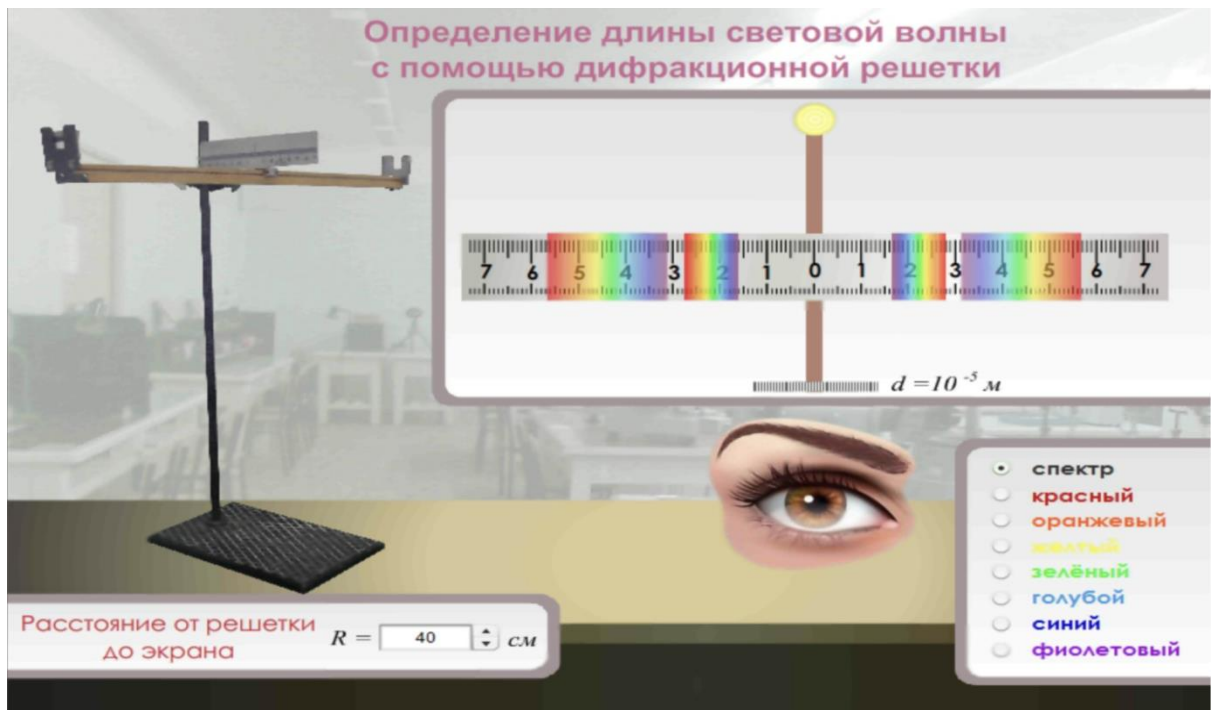 Определение длины световой волны
с помощью дифракционной решетки
7 6 5 4 3 2 1 0 1 2 3 4 5 6 7
d = 10⁻⁵ м
спектр
красный
оранжевый
желтый
зелёный
голубой
синий
фиолетовый
Расстояние от решетки
до экрана
R = 40 см